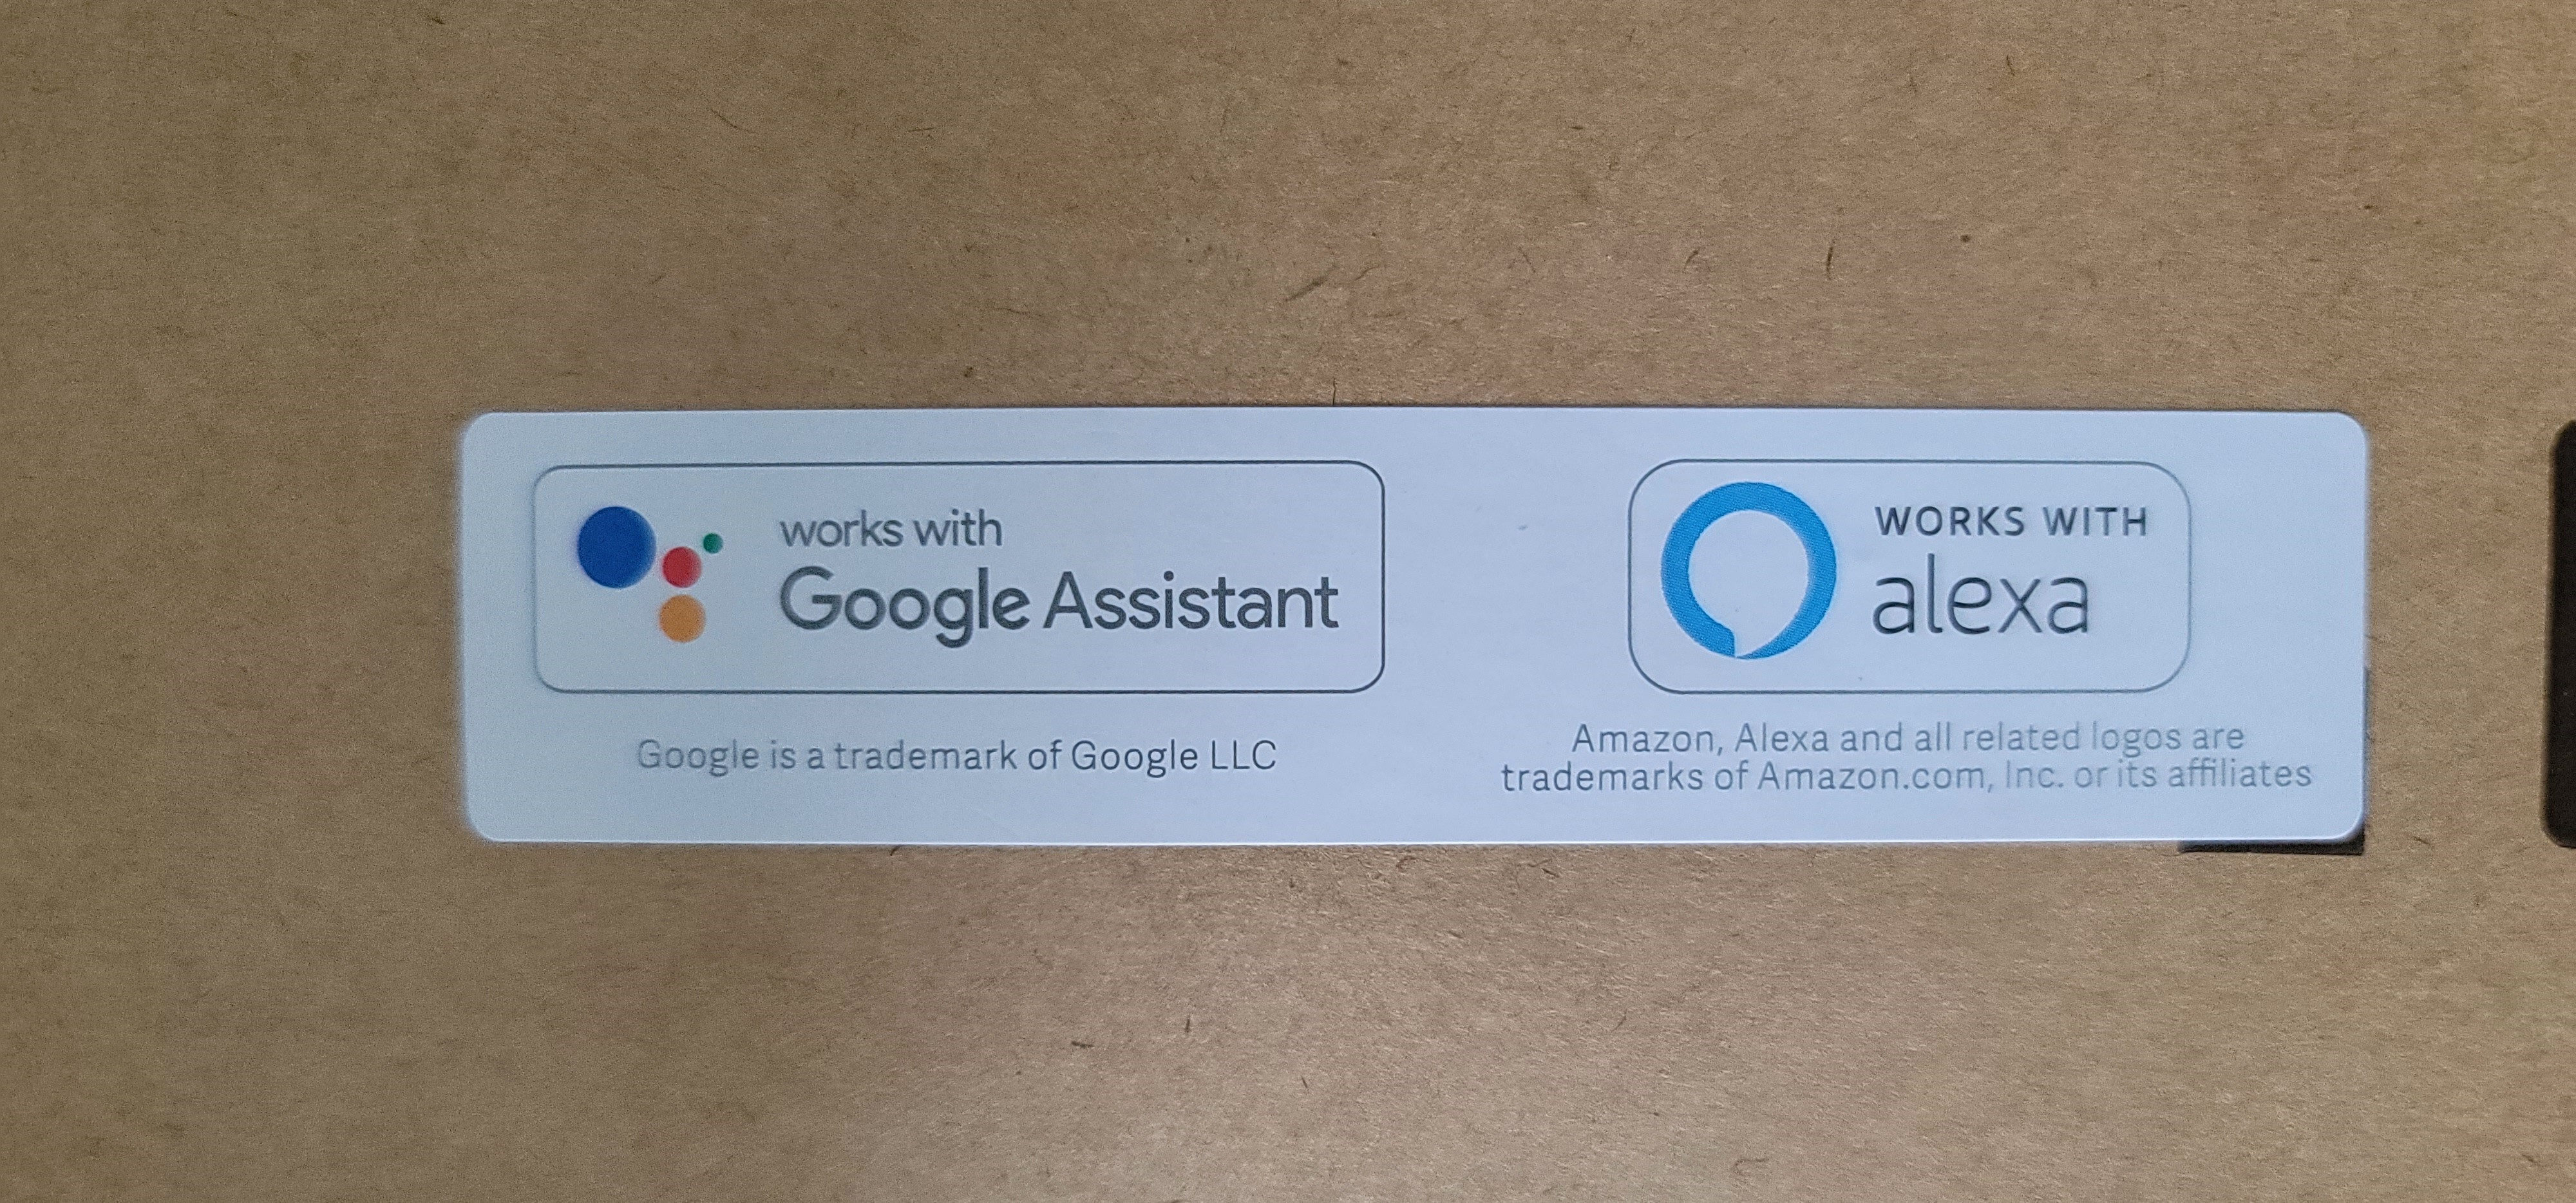 works with
Google Assistant
Google is a trademark of Google LLC
WORKS WITH
alexa
Amazon, Alexa and all related logos are
trademarks of Amazon.com, Inc. or its affiliates